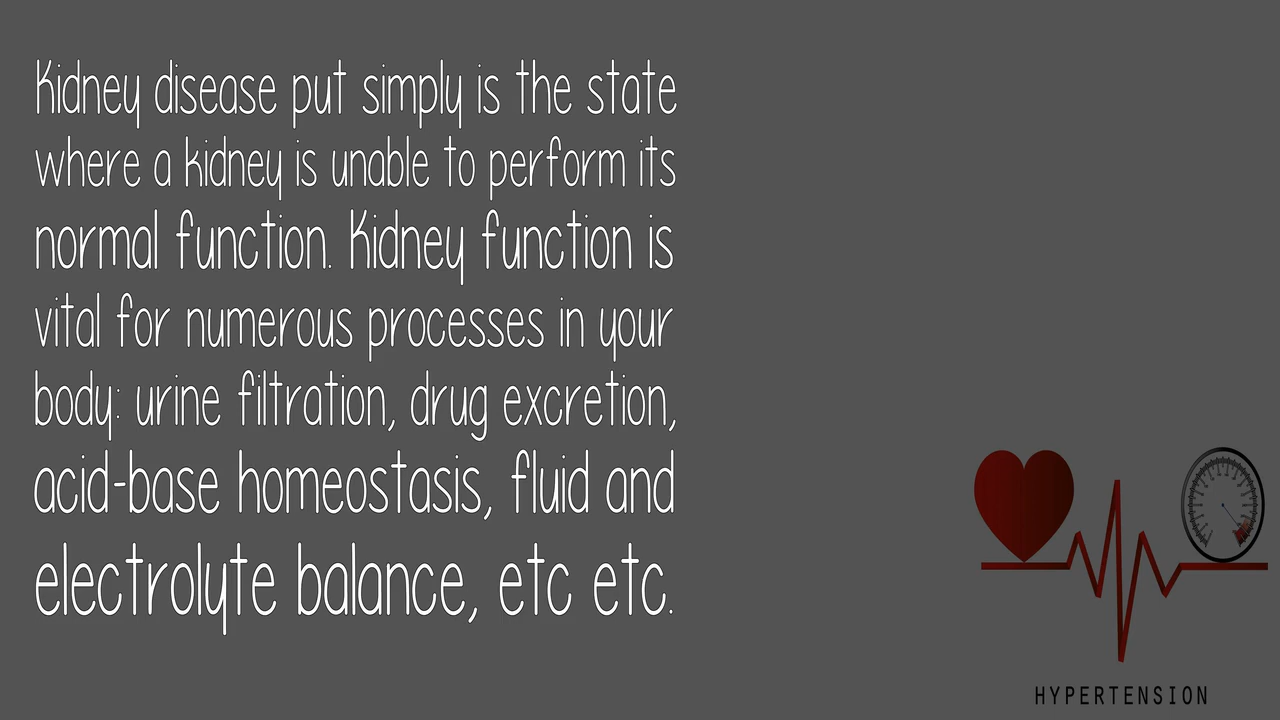 Kidney disease put simply is the state
where a kidney is unable to perform its
normal function. Kidney function is
vital for numerous processes in your
body: urine filtration, drug excretion,
acid-base homeostasis, fluid and
electrolyte balance, etc etc.
HYPERTENSION